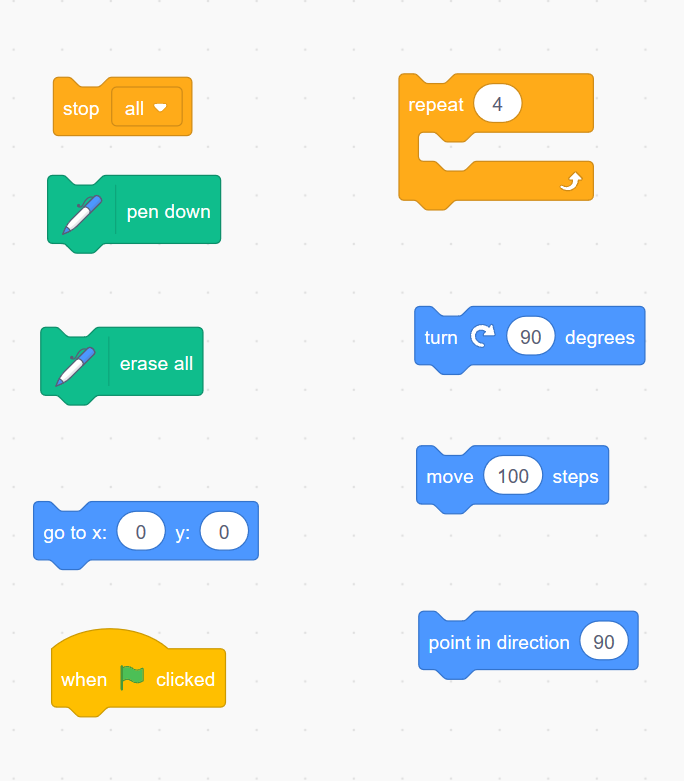 stop all
pen down
erase all
go to x: 0 y: 0
when clicked
repeat 4
turn 90 degrees
move 100 steps
point in direction 90